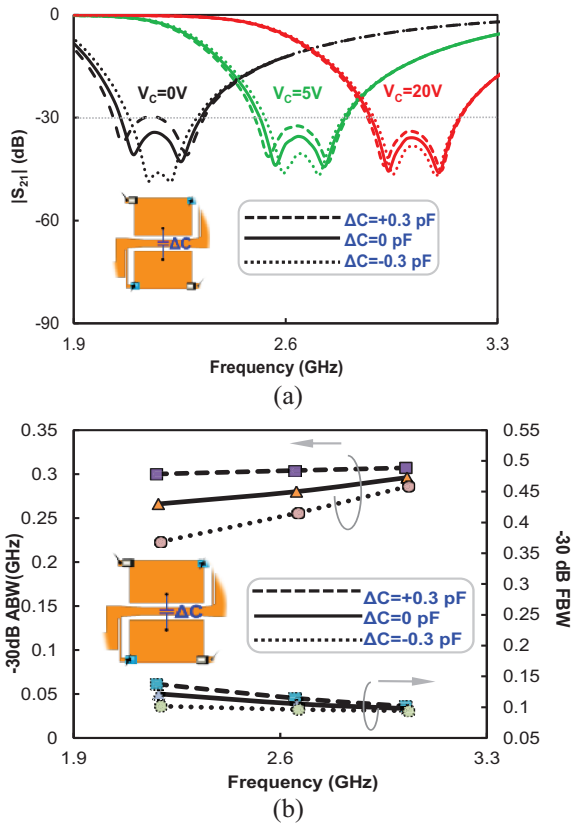 0
V_C=0V V_C=5V V_C=20V
-30
|S_21| (dB)
ΔC
ΔC=+0.3 pF
ΔC=0 pF
ΔC=-0.3 pF
-60
-90
1.9 2.6 3.3
Frequency (GHz)
(a)
0.35 0.55
0.3 0.5
0.45
0.25 0.4
0.2 0.35
-30dB ABW(GHz)
-30 dB FBW
0.3
0.15 0.25
ΔC
ΔC=+0.3 pF
ΔC=0 pF
ΔC=-0.3 pF
0.1 0.2
0.15
0.05 0.1
0 0.05
1.9 2.6 3.3
Frequency (GHz)
(b)